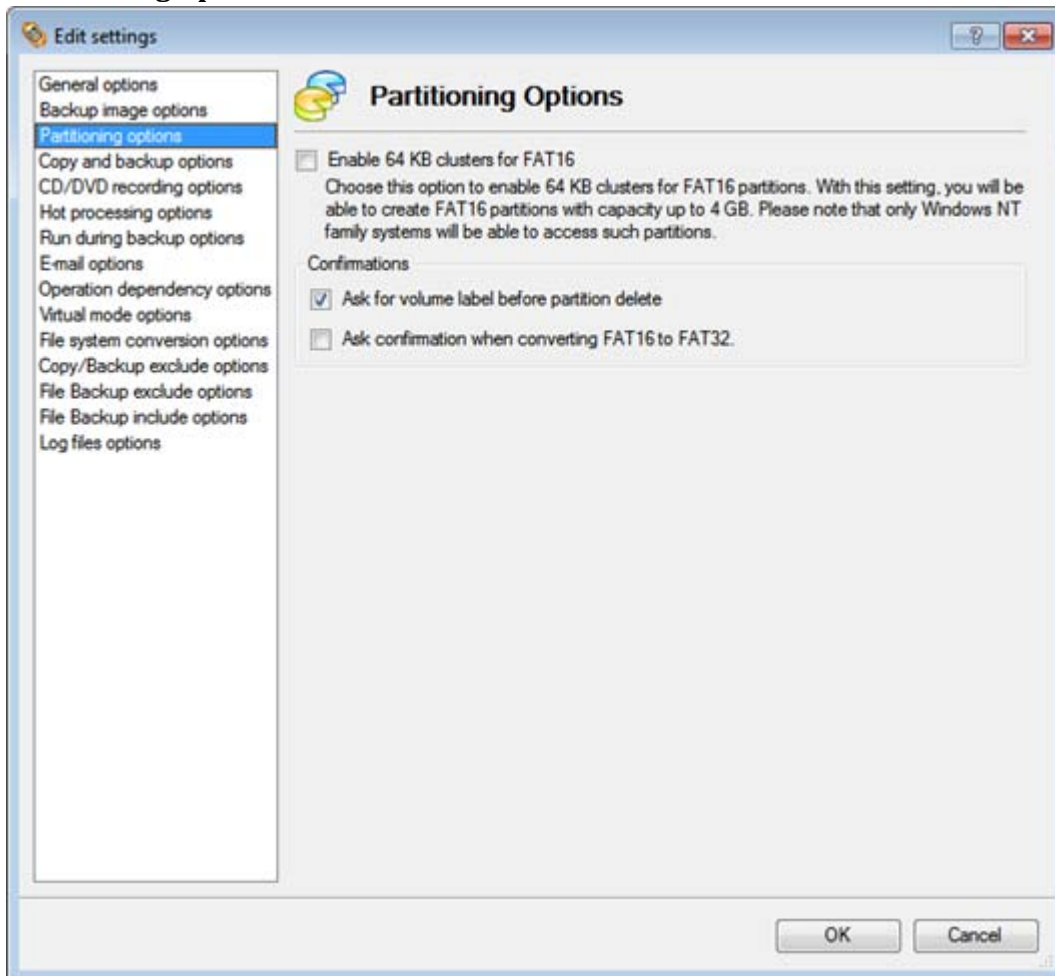 Edit settings
General options
Backup image options
Partitioning options
Copy and backup options
CD/DVD recording options
Hot processing options
Run during backup options
E-mail options
Operation dependency options
Virtual mode options
File system conversion options
Copy/Backup exclude options
File Backup exclude options
File Backup include options
Log files options
Partitioning Options
Enable 64 KB clusters for FAT16
Choose this option to enable 64 KB clusters for FAT16 partitions. With this setting, you will be
able to create FAT16 partitions with capacity up to 4 GB. Please note that only Windows NT
family systems will be able to access such partitions.
Confirmations
Ask for volume label before partition delete
Ask confirmation when converting FAT16 to FAT32.
OK
Cancel